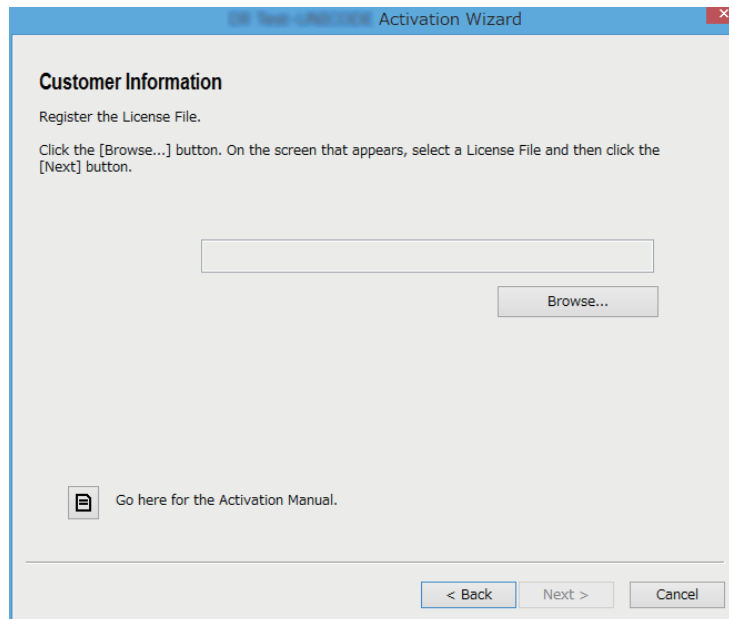 Activation Wizard
Customer Information
Register the License File.
Click the [Browse...] button. On the screen that appears, select a License File and then click the
[Next] button.
Browse...
Go here for the Activation Manual.
< Back
Next >
Cancel